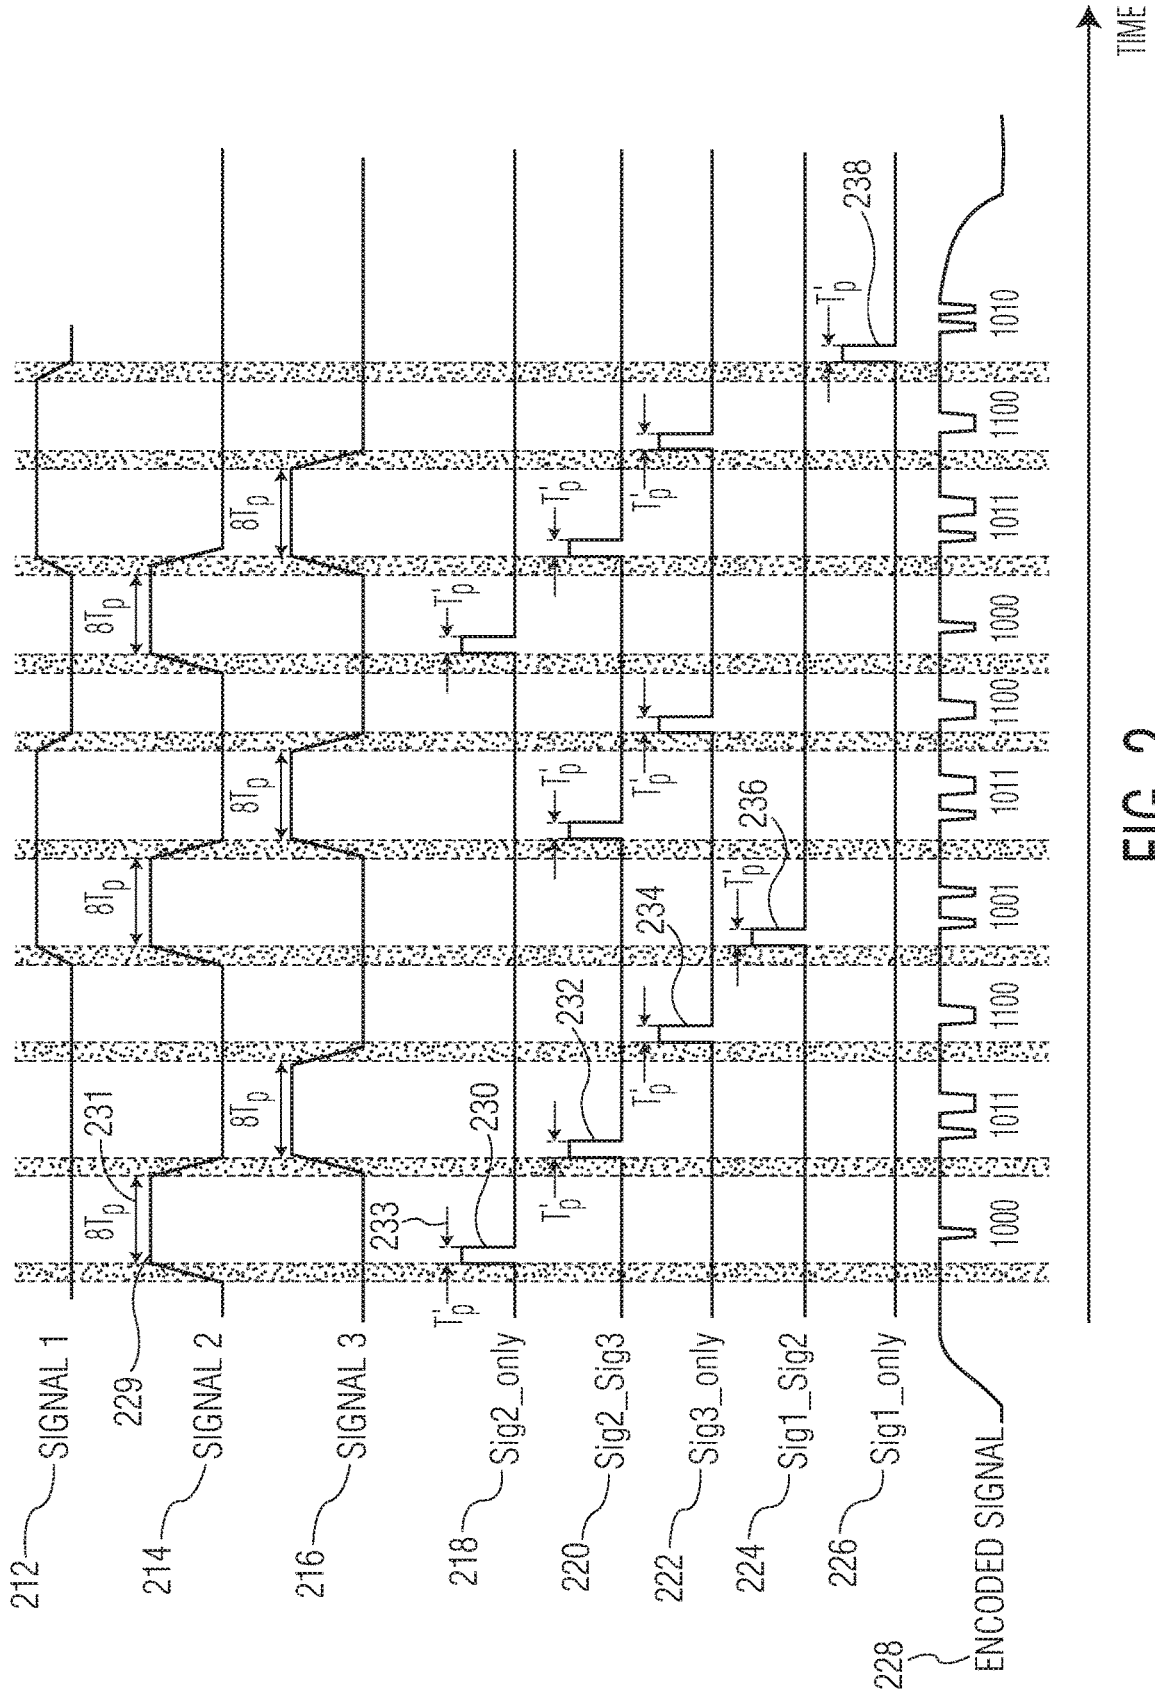 212
SIGNAL 1
229
8Tp
231
8Tp
8Tp
214
SIGNAL 2
216
SIGNAL 3
8Tp
8Tp
8Tp
218
Sig2_only
T'p
233
230
T'p
220
Sig2_Sig3
T'p
232
T'p
T'p
222
Sig3_only
T'p
234
T'p
T'p
224
Sig1_Sig2
T'p
236
226
Sig1_only
T'p
238
228
ENCODED SIGNAL
1000
1011
1100
1001
1011
1100
1000
1011
1100
1010
TIME
FIG. 2